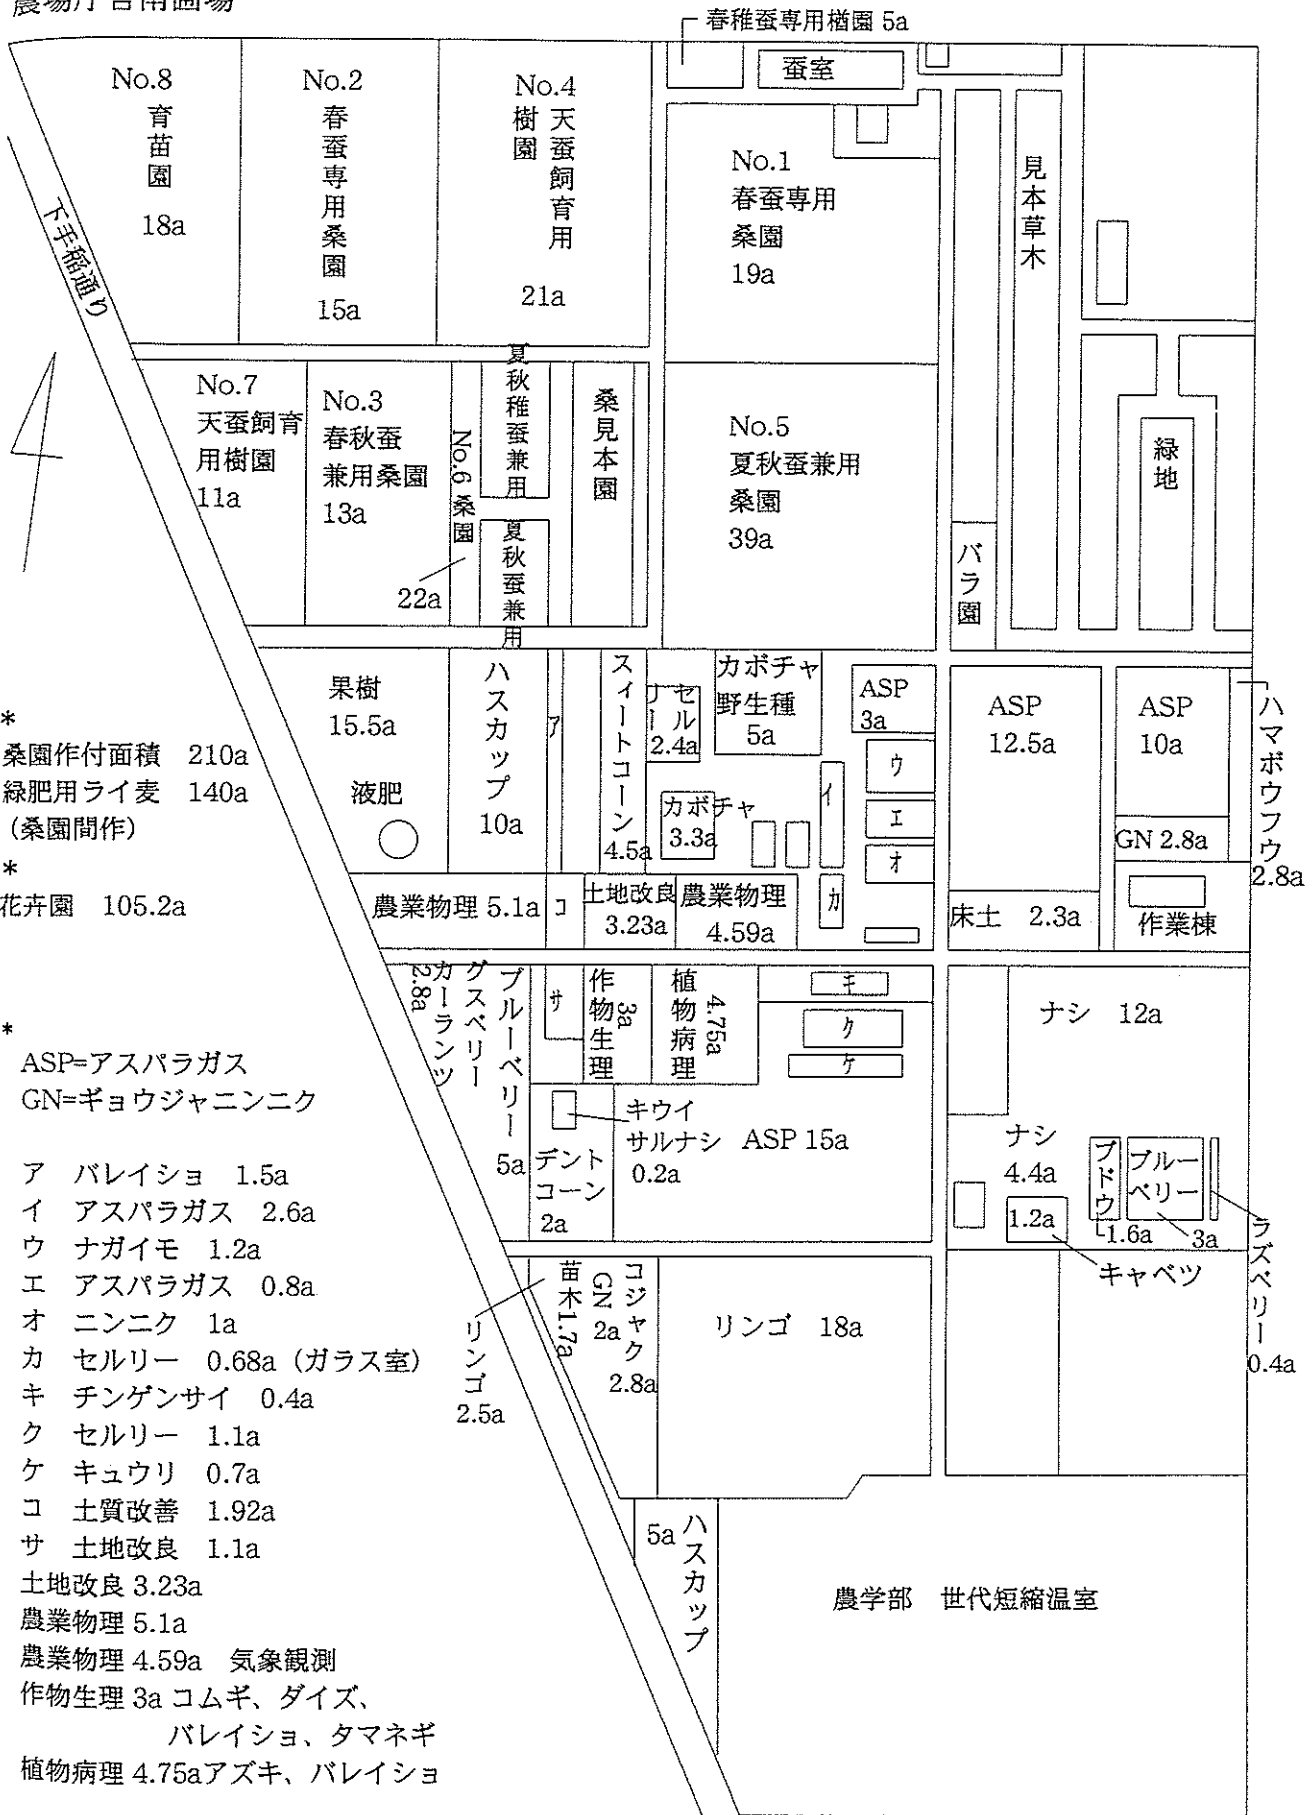 農場庁舎南圃場
春稚蚕専用楢園 5a
蚕室
No.8
育苗園
18a
No.2
春蚕専用桑園
15a
No.4
天蚕飼育用
樹園
21a
No.1
春蚕専用
桑園
19a
見本草木
下手稲通り
No.7
天蚕飼育
用樹園
11a
No.3
春秋蚕
兼用桑園
13a
No.6 桑園
22a
夏秋稚蚕兼用
夏秋蚕兼用
桑見本園
No.5
夏秋蚕兼用
桑園
39a
バラ園
緑地
果樹
15.5a
液肥
ハスカップ
10a
ア
スィートコーン
4.5a
セル
リー
2.4a
カボチャ
野生種
5a
カボチャ
3.3a
イ
ASP
3a
ウ
エ
オ
カ
ASP
12.5a
ASP
10a
GN 2.8a
ハマボウフウ
2.8a
農業物理 5.1a
コ
土地改良
3.23a
農業物理
4.59a
床土 2.3a
作業棟
*
桑園作付面積 210a
緑肥用ライ麦 140a
(桑園間作)
*
花卉園 105.2a
ブルーベリー
5a
グスベリー
カーランツ
2.8a
サ
作物生理
3a
植物病理
4.75a
キ
ク
ケ
ナシ 12a
キウイ
サルナシ
0.2a
ASP 15a
デント
コーン
2a
ナシ
4.4a
1.2a
キャベツ
ブドウ
1.6a
ブルー
ベリー
3a
ラズベリー
0.4a
リンゴ
2.5a
苗木1.7a
GN 2a
コジャク
2.8a
リンゴ 18a
5a
ハスカップ
農学部 世代短縮温室
*
ASP=アスパラガス
GN=ギョウジャニンニク
ア バレイショ 1.5a
イ アスパラガス 2.6a
ウ ナガイモ 1.2a
エ アスパラガス 0.8a
オ ニンニク 1a
カ セルリー 0.68a(ガラス室)
キ チンゲンサイ 0.4a
ク セルリー 1.1a
ケ キュウリ 0.7a
コ 土質改善 1.92a
サ 土地改良 1.1a
土地改良 3.23a
農業物理 5.1a
農業物理 4.59a 気象観測
作物生理 3a コムギ、ダイズ、
バレイショ、タマネギ
植物病理 4.75aアズキ、バレイショ